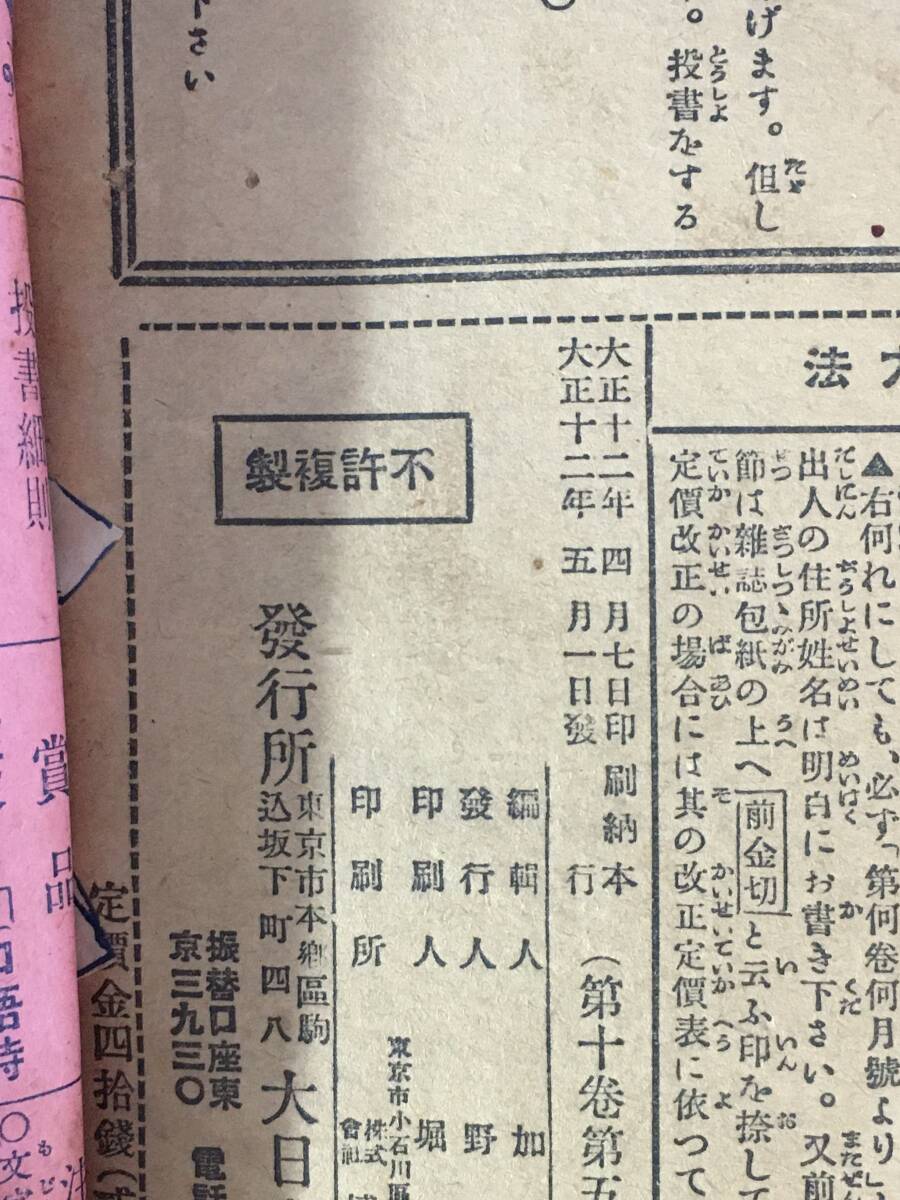 げます。但し
。投書をする
下さい
方法
▲右何れにしても、必ず「第何卷何月號より
出人の住所姓名は明白にお書き下さい。又前
節は雜誌包紙の上へ前金切と云ふ印を捺して
定價改正の場合には其の改正定價表に依つて
大正十二年四月七日印刷納本
大正十二年五月一日發行
(第十卷第五
編輯人 加
發行人 野
印刷人 堀
東京市小石川區
印刷所 株式會社
不許複製
發行所 東京市本鄕區駒込坂下町四八 大日
振替口座東京三九三〇 電話
定價金四拾錢(
投書細則
賞品
〇文